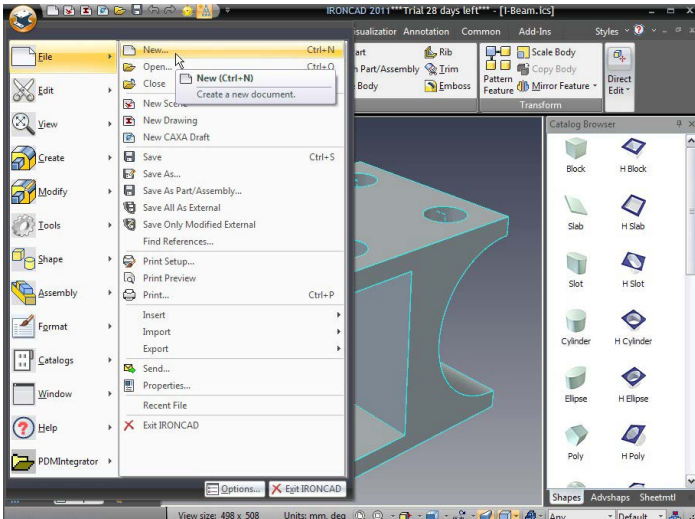 IRONCAD 2011***Trial 28 days left*** - [I-Beam.ics]
isualization Annotation Common Add-Ins Styles
File
Edit
View
Create
Modify
Tools
Shape
Assembly
Format
Catalogs
Window
Help
PDMIntegrator
New... Ctrl+N
Open... Ctrl+O
Close
New (Ctrl+N)
Create a new document.
New Scene
New Drawing
New CAXA Draft
Save Ctrl+S
Save As...
Save As Part/Assembly...
Save All As External
Save Only Modified External
Find References...
Print Setup...
Print Preview
Print... Ctrl+P
Insert
Import
Export
Send...
Properties...
Recent File
Exit IRONCAD
Options... Exit IRONCAD
art Rib
n Part/Assembly Trim
Body Emboss
Pattern Feature
Scale Body
Copy Body
Mirror Feature
Transform
Direct Edit
Catalog Browser
Block H Block
Slab H Slab
Slot H Slot
Cylinder H Cylinder
Ellipse H Ellipse
Poly H Poly
Shapes Advshaps Sheetmtl
View size: 498 x 508 Units: mm, deg Any Default